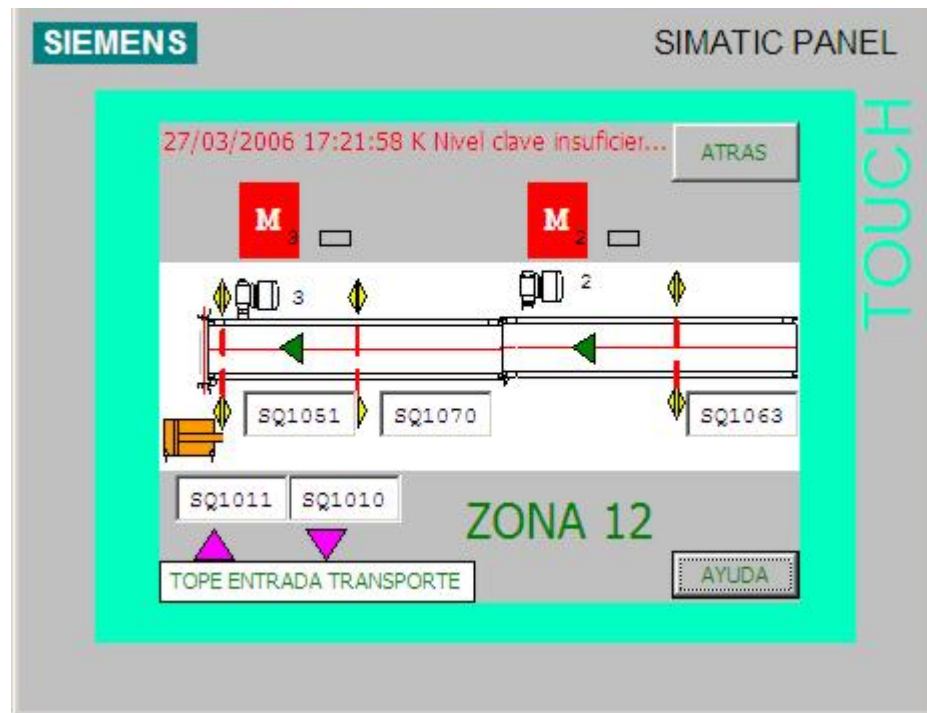 SIEMENS
SIMATIC PANEL
TOUCH
27/03/2006 17:21:58 K Nivel clave insuficier...
ATRAS
M
3
M
2
3
2
SQ1051
SQ1070
SQ1063
SQ1011
SQ1010
ZONA 12
TOPE ENTRADA TRANSPORTE
AYUDA